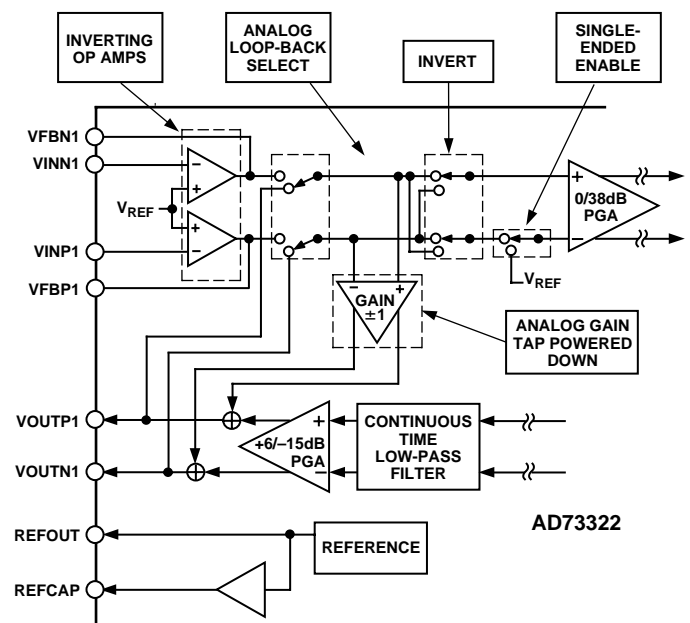 INVERTING
OP AMPS
ANALOG
LOOP-BACK
SELECT
INVERT
SINGLE-
ENDED
ENABLE
VFBN1
VINN1
VREF
VINP1
VFBP1
–
+
+
–
+
0/38dB
PGA
–
VREF
– +
GAIN
±1
ANALOG GAIN
TAP POWERED
DOWN
VOUTP1
VOUTN1
+
+6/–15dB
PGA
–
CONTINUOUS
TIME
LOW-PASS
FILTER
AD73322
REFOUT
REFERENCE
REFCAP